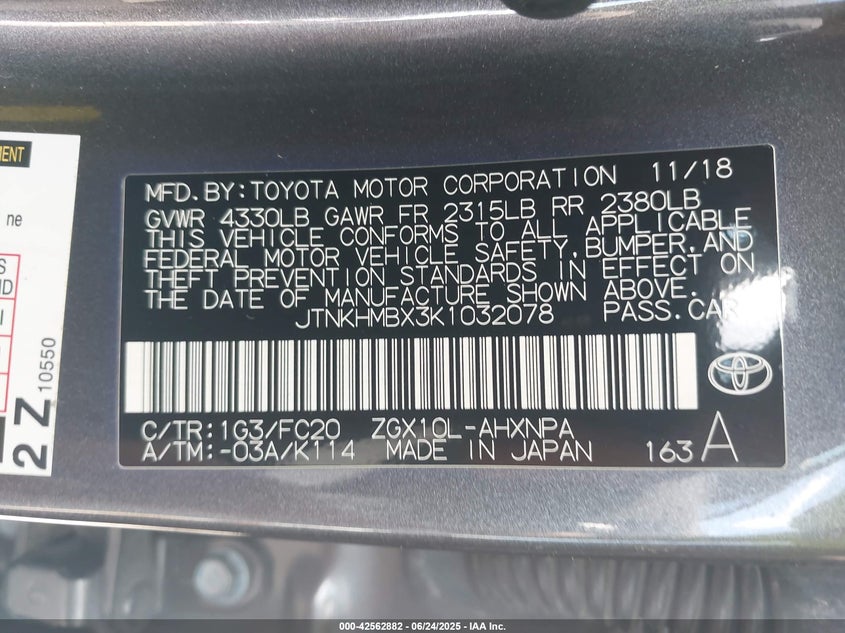 MENT
ne
S
ND
I
2 Z 10550
MFD.BY:TOYOTA MOTOR CORPORATION 11/18
GVWR 4330LB GAWR FR 2315LB RR 2380LB
THIS VEHICLE CONFORMS TO ALL APPLICABLE
FEDERAL MOTOR VEHICLE SAFETY,BUMPER,AND
THEFT PREVENTION STANDARDS IN EFFECT ON
THE DATE OF MANUFACTURE SHOWN ABOVE.
JTNKHMBX3K1032078 PASS.CAR
C/TR:1G3/FC20 ZGX10L-AHXNPA
A/TM:-03A/K114 MADE IN JAPAN 163 A
000-42562882 - 06/24/2025 - IAA Inc.